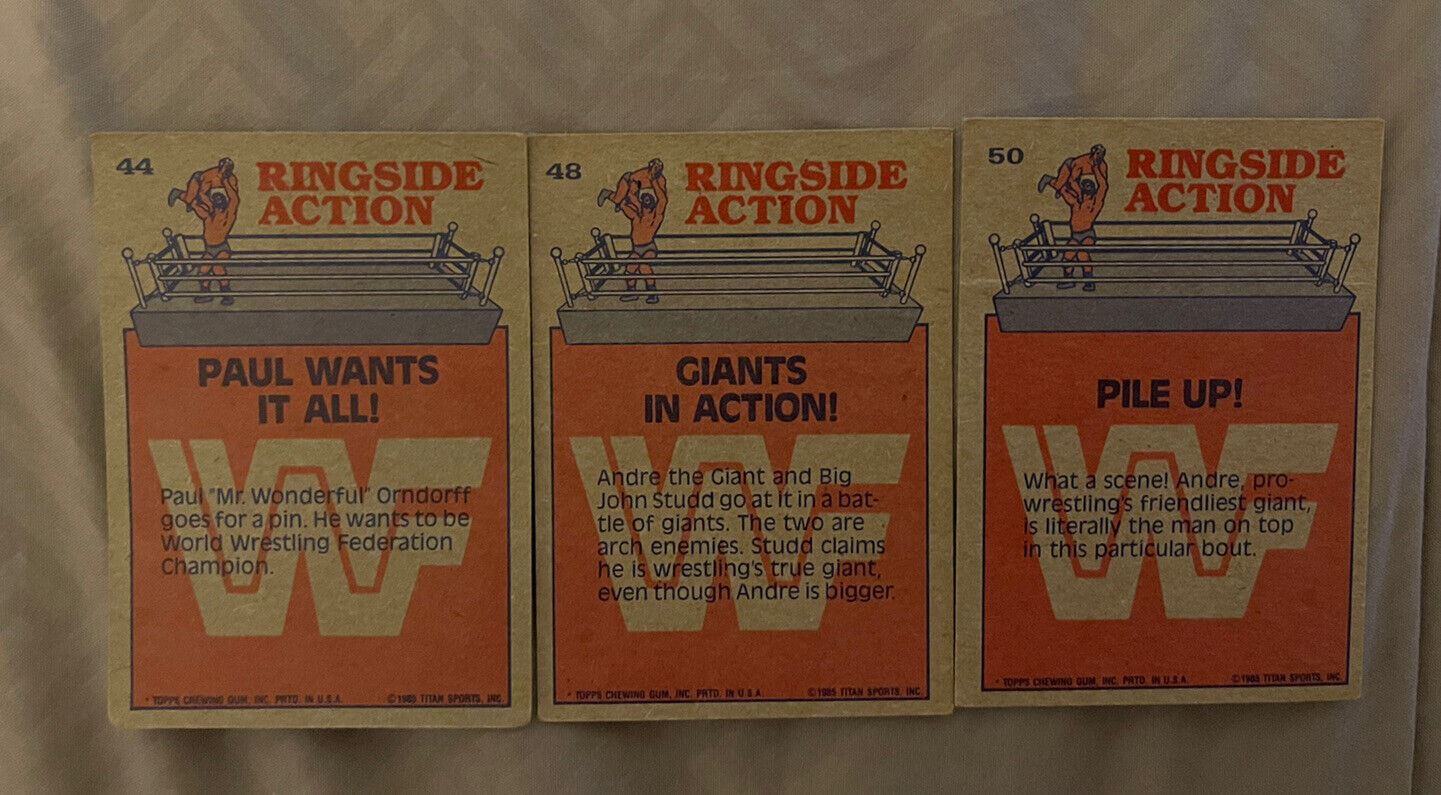 44
RINGSIDE
ACTION
PAUL WANTS
IT ALL!
WF
Paul "Mr. Wonderful" Orndorff
goes for a pin. He wants to be
World Wrestling Federation
Champion.
* TOPPS CHEWING GUM, INC. PRTD. IN U.S.A. © 1985 TITAN SPORTS, INC.
48
RINGSIDE
ACTION
GIANTS
IN ACTION!
WF
Andre the Giant and Big
John Studd go at it in a bat-
tle of giants. The two are
arch enemies. Studd claims
he is wrestling's true giant,
even though Andre is bigger.
* TOPPS CHEWING GUM, INC. PRTD. IN U.S.A. © 1985 TITAN SPORTS, INC.
50
RINGSIDE
ACTION
PILE UP!
WF
What a scene! Andre, pro-
wrestling's friendliest giant,
is literally the man on top
in this particular bout.
* TOPPS CHEWING GUM, INC. PRTD. IN U.S.A. © 1985 TITAN SPORTS, INC.